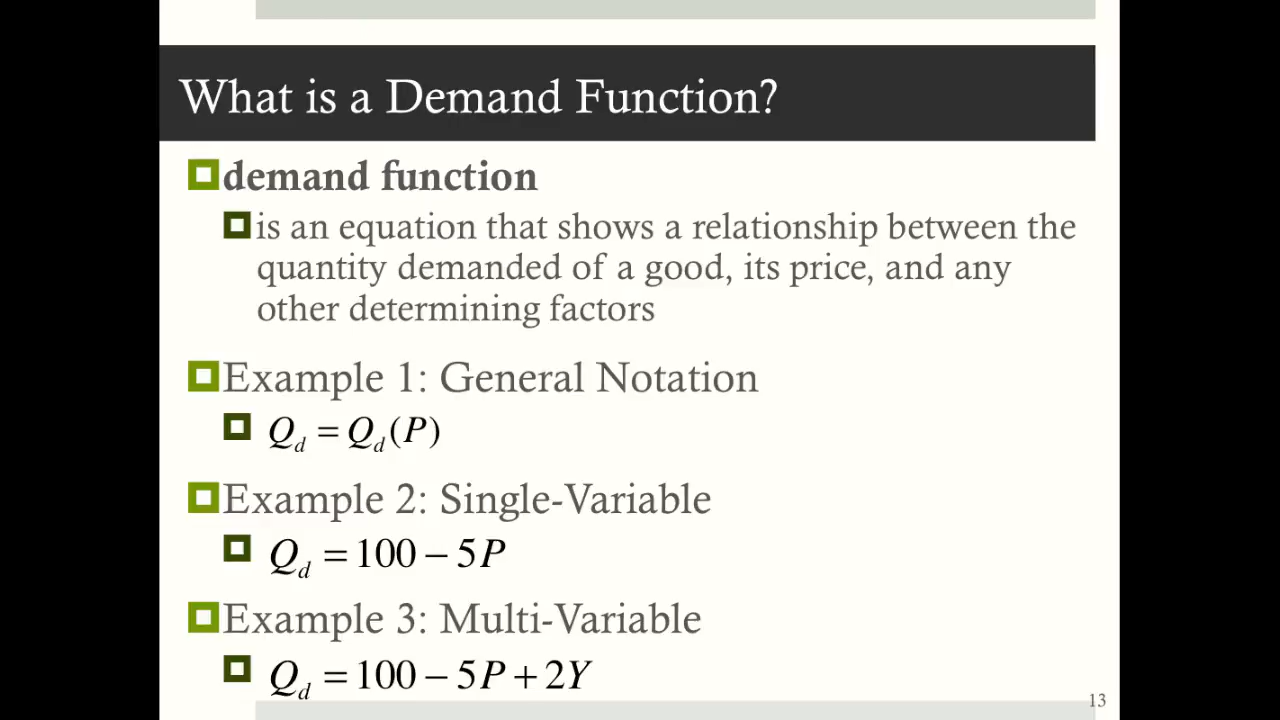 What is a Demand Function?
demand function
is an equation that shows a relationship between the
quantity demanded of a good, its price, and any
other determining factors
Example 1: General Notation
Q_d = Q_d(P)
Example 2: Single-Variable
Q_d = 100 − 5P
Example 3: Multi-Variable
Q_d = 100 − 5P + 2Y
13